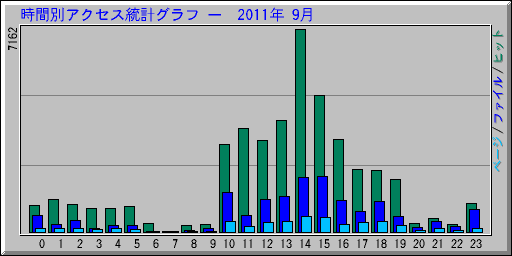 時間別アクセス統計グラフ ー 2011年 9月
7162
ページ/ファイル/ヒット
0 1 2 3 4 5 6 7 8 9 10 11 12 13 14 15 16 17 18 19 20 21 22 23